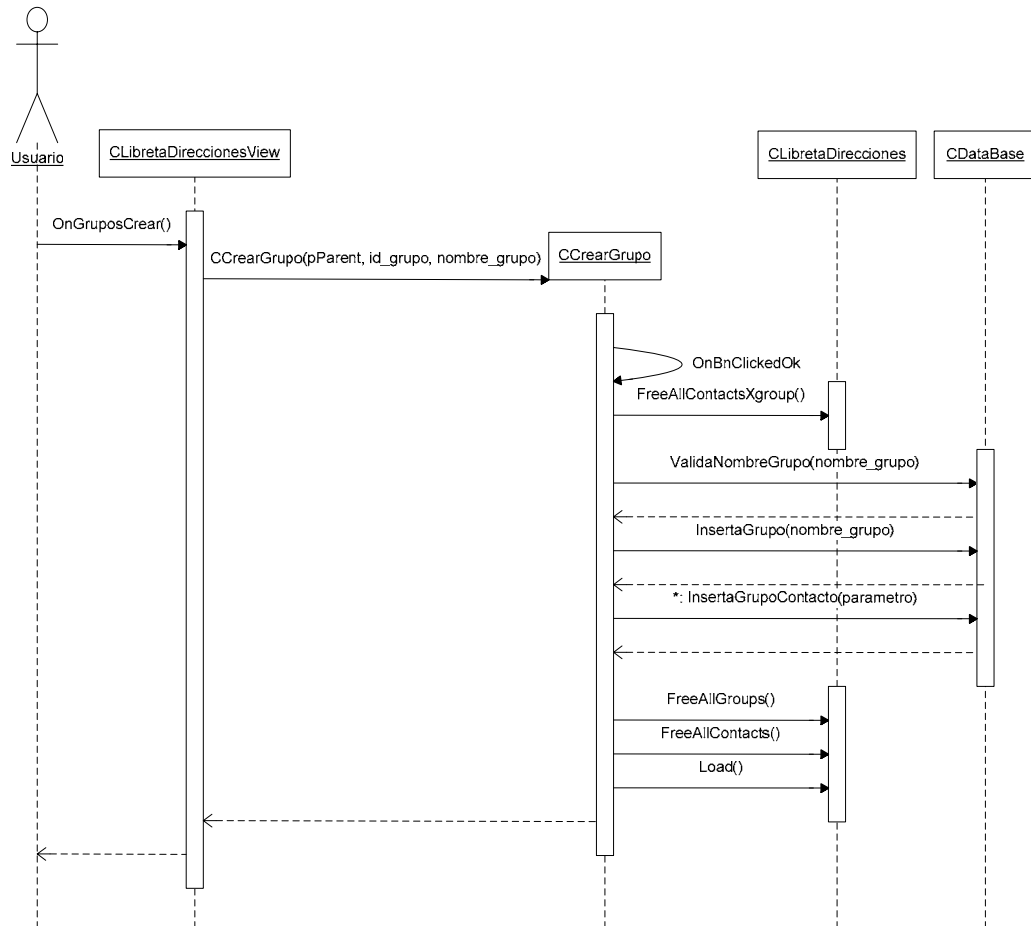 Usuario
CLibretaDireccionesView
CLibretaDirecciones
CDataBase
OnGruposCrear()
CCrearGrupo(pParent, id_grupo, nombre_grupo)
CCrearGrupo
OnBnClickedOk
FreeAllContactsXgroup()
ValidaNombreGrupo(nombre_grupo)
InsertaGrupo(nombre_grupo)
*: InsertaGrupoContacto(parametro)
FreeAllGroups()
FreeAllContacts()
Load()